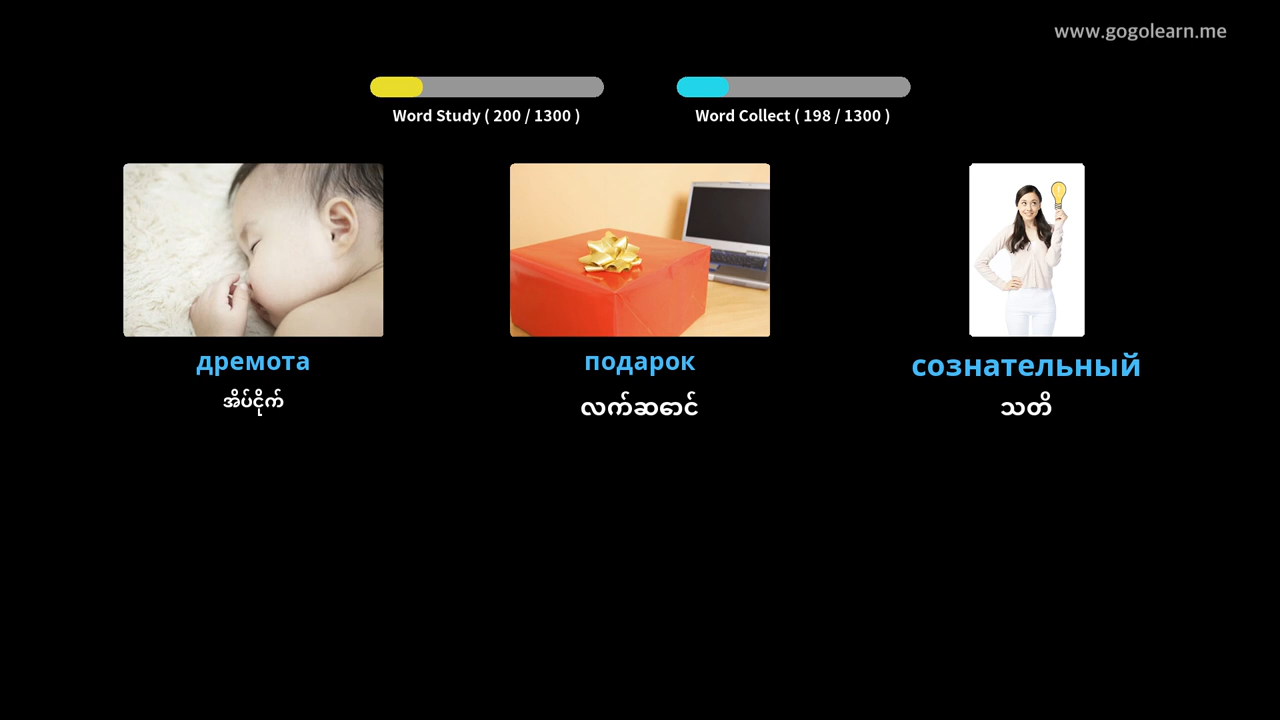 www.gogolearn.me
Word Study ( 200 / 1300 )
Word Collect ( 198 / 1300 )
дремота
အိပ်ငိုက်
подарок
လက်ဆောင်
сознательный
သတိ